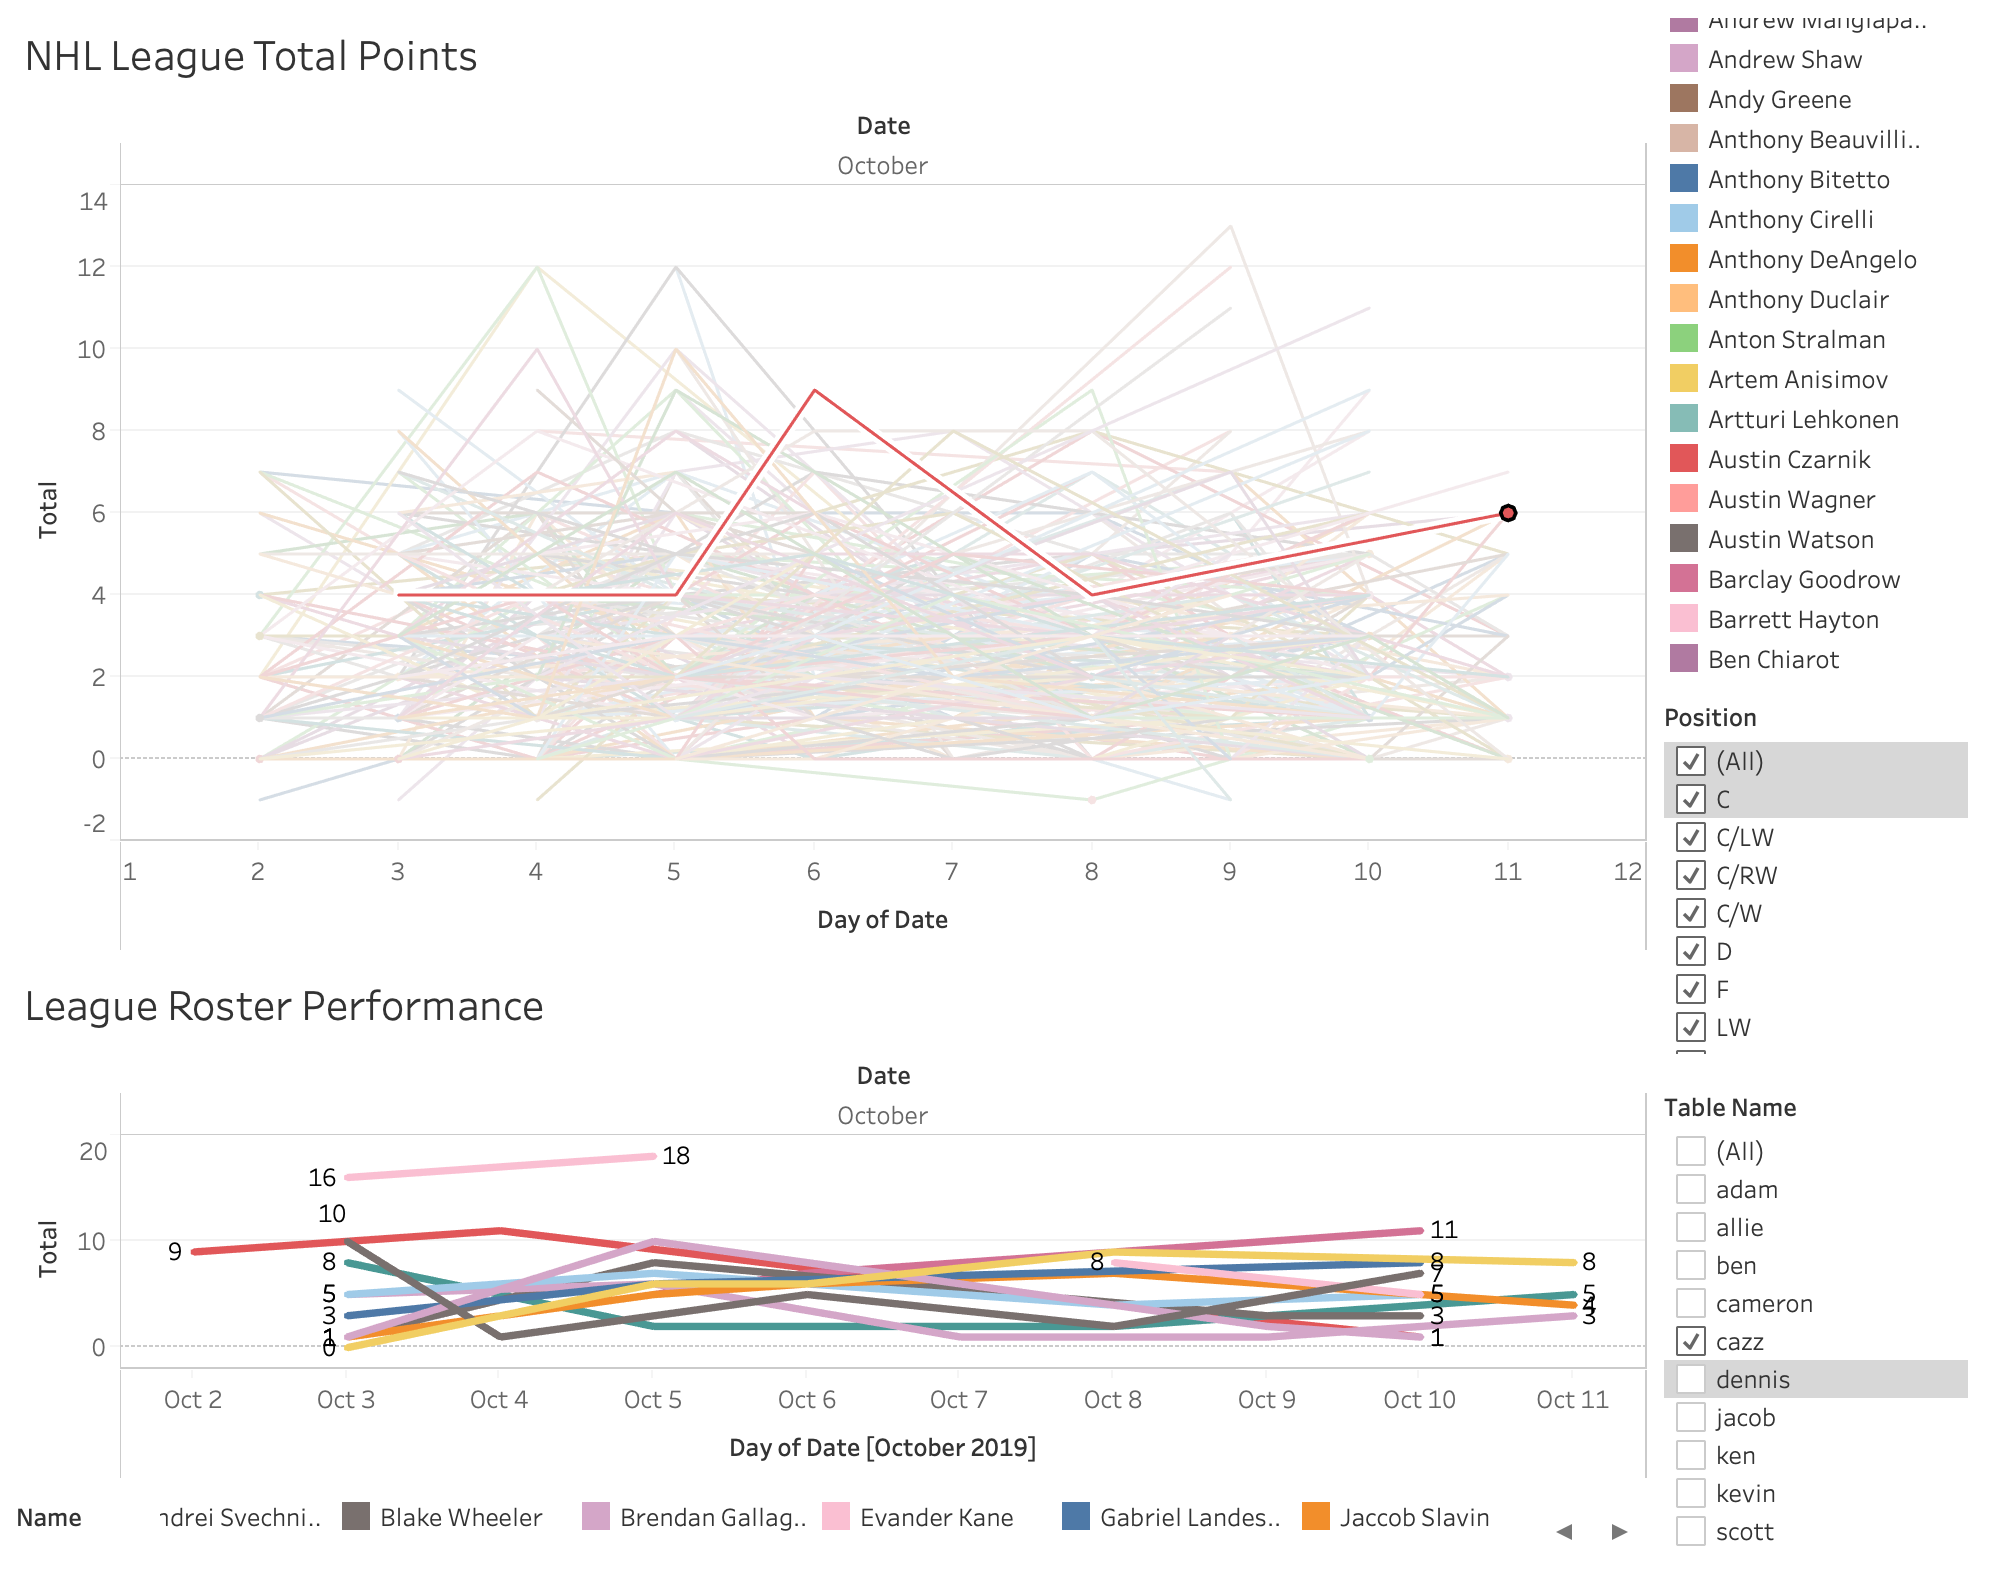 NHL League Total Points
Date
October
14
12
10
8
6
4
2
0
-2
Total
1 2 3 4 5 6 7 8 9 10 11 12
Day of Date
Andrew Shaw
Andy Greene
Anthony Beauvilli..
Anthony Bitetto
Anthony Cirelli
Anthony DeAngelo
Anthony Duclair
Anton Stralman
Artem Anisimov
Artturi Lehkonen
Austin Czarnik
Austin Wagner
Austin Watson
Barclay Goodrow
Barrett Hayton
Ben Chiarot
Position
(All)
C
C/LW
C/RW
C/W
D
F
LW
League Roster Performance
Date
October
20
10
0
Total
16 18
10
9
8
5
3
1
0
8
11
8
7
5
3
1
8
5
4
3
Oct 2 Oct 3 Oct 4 Oct 5 Oct 6 Oct 7 Oct 8 Oct 9 Oct 10 Oct 11
Day of Date [October 2019]
Name ndrei Svechni.. Blake Wheeler Brendan Gallag.. Evander Kane Gabriel Landes.. Jaccob Slavin
Table Name
(All)
adam
allie
ben
cameron
cazz
dennis
jacob
ken
kevin
scott